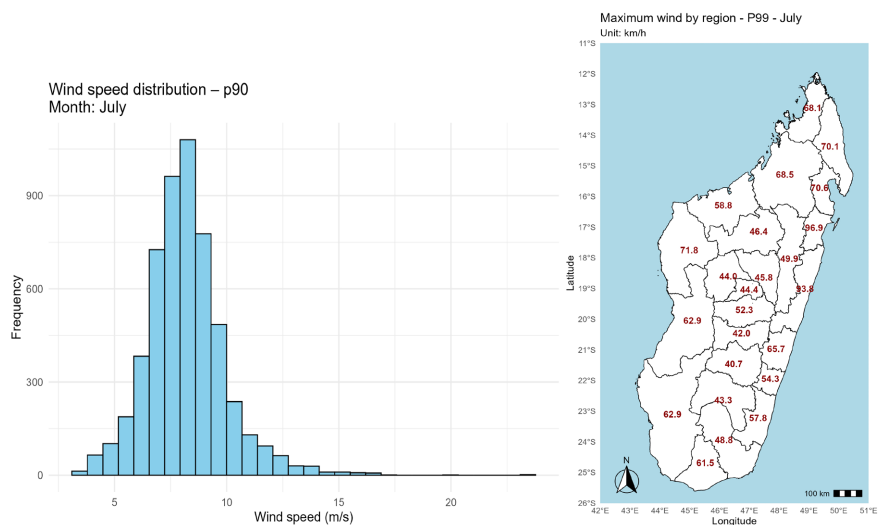 Wind speed distribution – p90
Month: July
900
600
300
0
Frequency
5
10
15
20
Wind speed (m/s)
Maximum wind by region - P99 - July
Unit: km/h
11°S
12°S
13°S
14°S
15°S
16°S
17°S
18°S
19°S
20°S
21°S
22°S
23°S
24°S
25°S
26°S
Latitude
68.1
70.1
68.5
70.6
58.8
96.9
46.4
71.8
49.9
44.0
45.8
44.4
93.8
52.3
62.9
42.0
65.7
40.7
54.3
43.3
62.9
57.8
48.8
61.5
N
100 km
42°E
43°E
44°E
45°E
46°E
47°E
48°E
49°E
50°E
51°E
Longitude